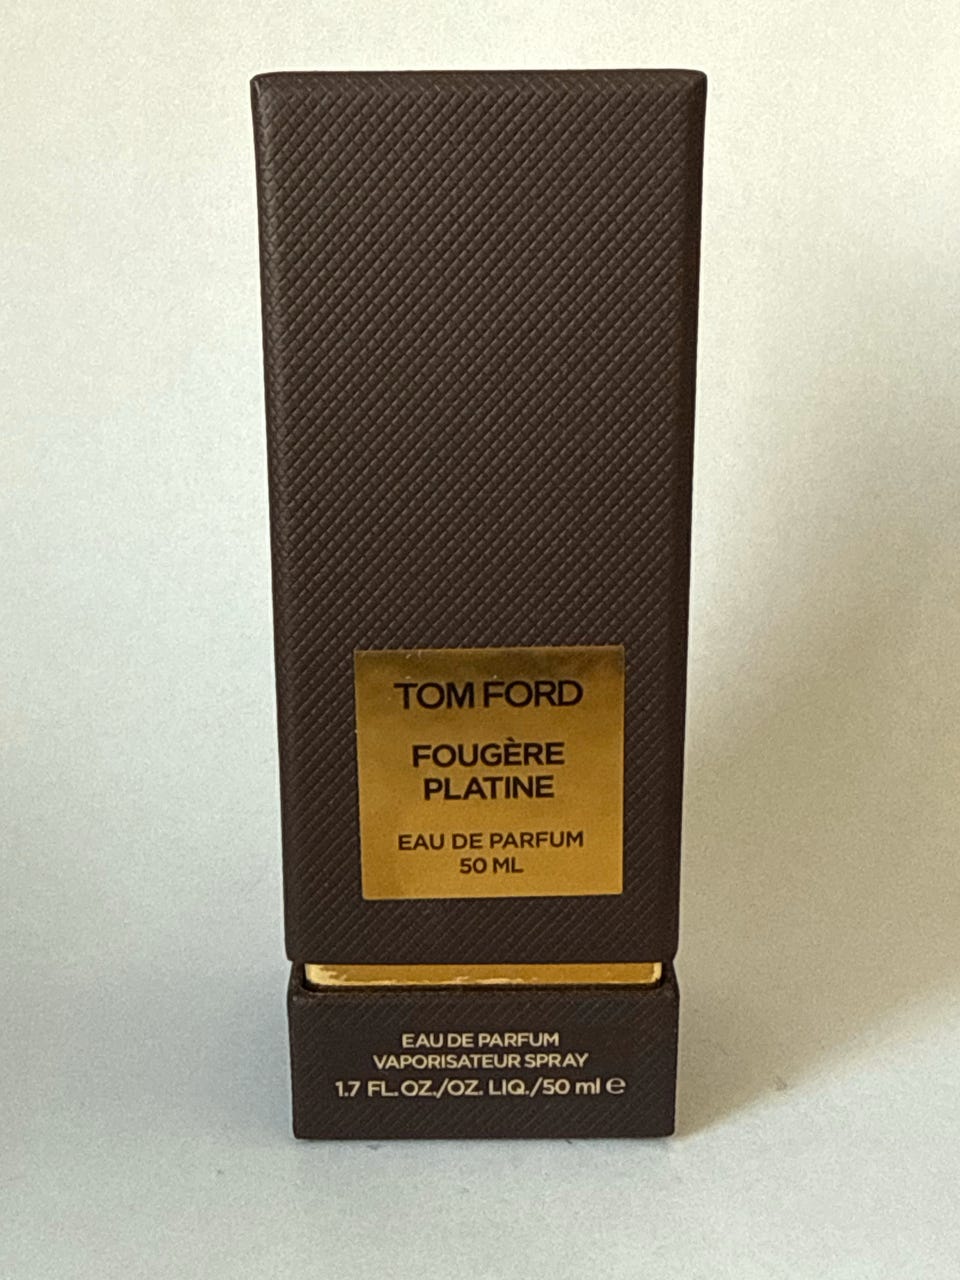 TOM FORD
FOUGÈRE
PLATINE
EAU DE PARFUM
50 ML
EAU DE PARFUM
VAPORISATEUR SPRAY
1.7 FL. OZ./OZ. LIQ./50 ml ℮